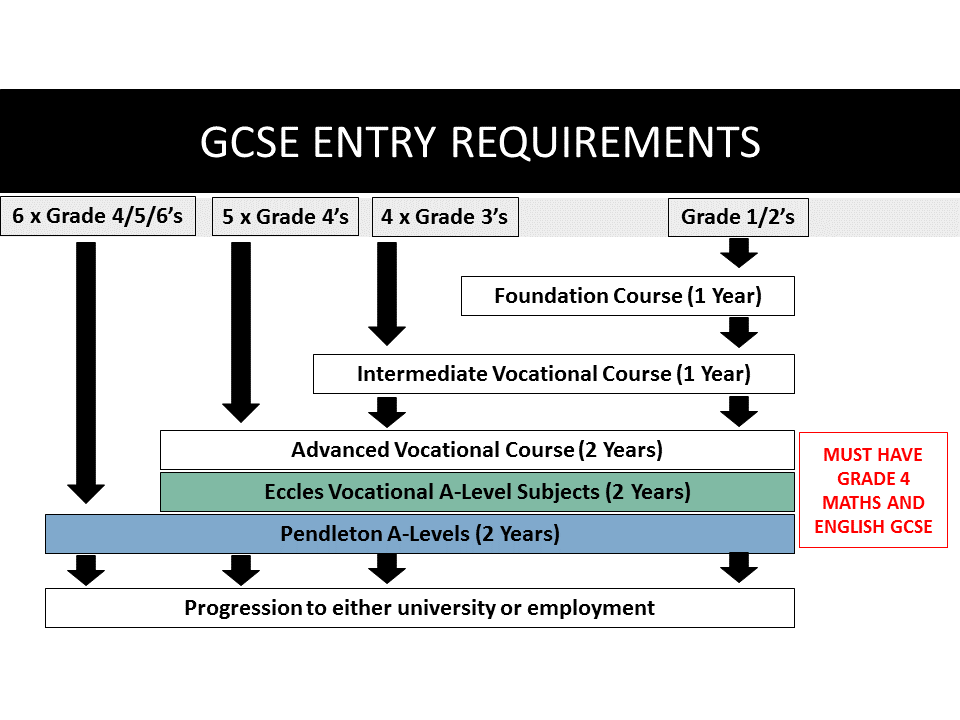 GCSE ENTRY REQUIREMENTS
6 x Grade 4/5/6’s
5 x Grade 4’s
4 x Grade 3’s
Grade 1/2’s
Foundation Course (1 Year)
Intermediate Vocational Course (1 Year)
Advanced Vocational Course (2 Years)
Eccles Vocational A-Level Subjects (2 Years)
Pendleton A-Levels (2 Years)
MUST HAVE
GRADE 4
MATHS AND
ENGLISH GCSE
Progression to either university or employment